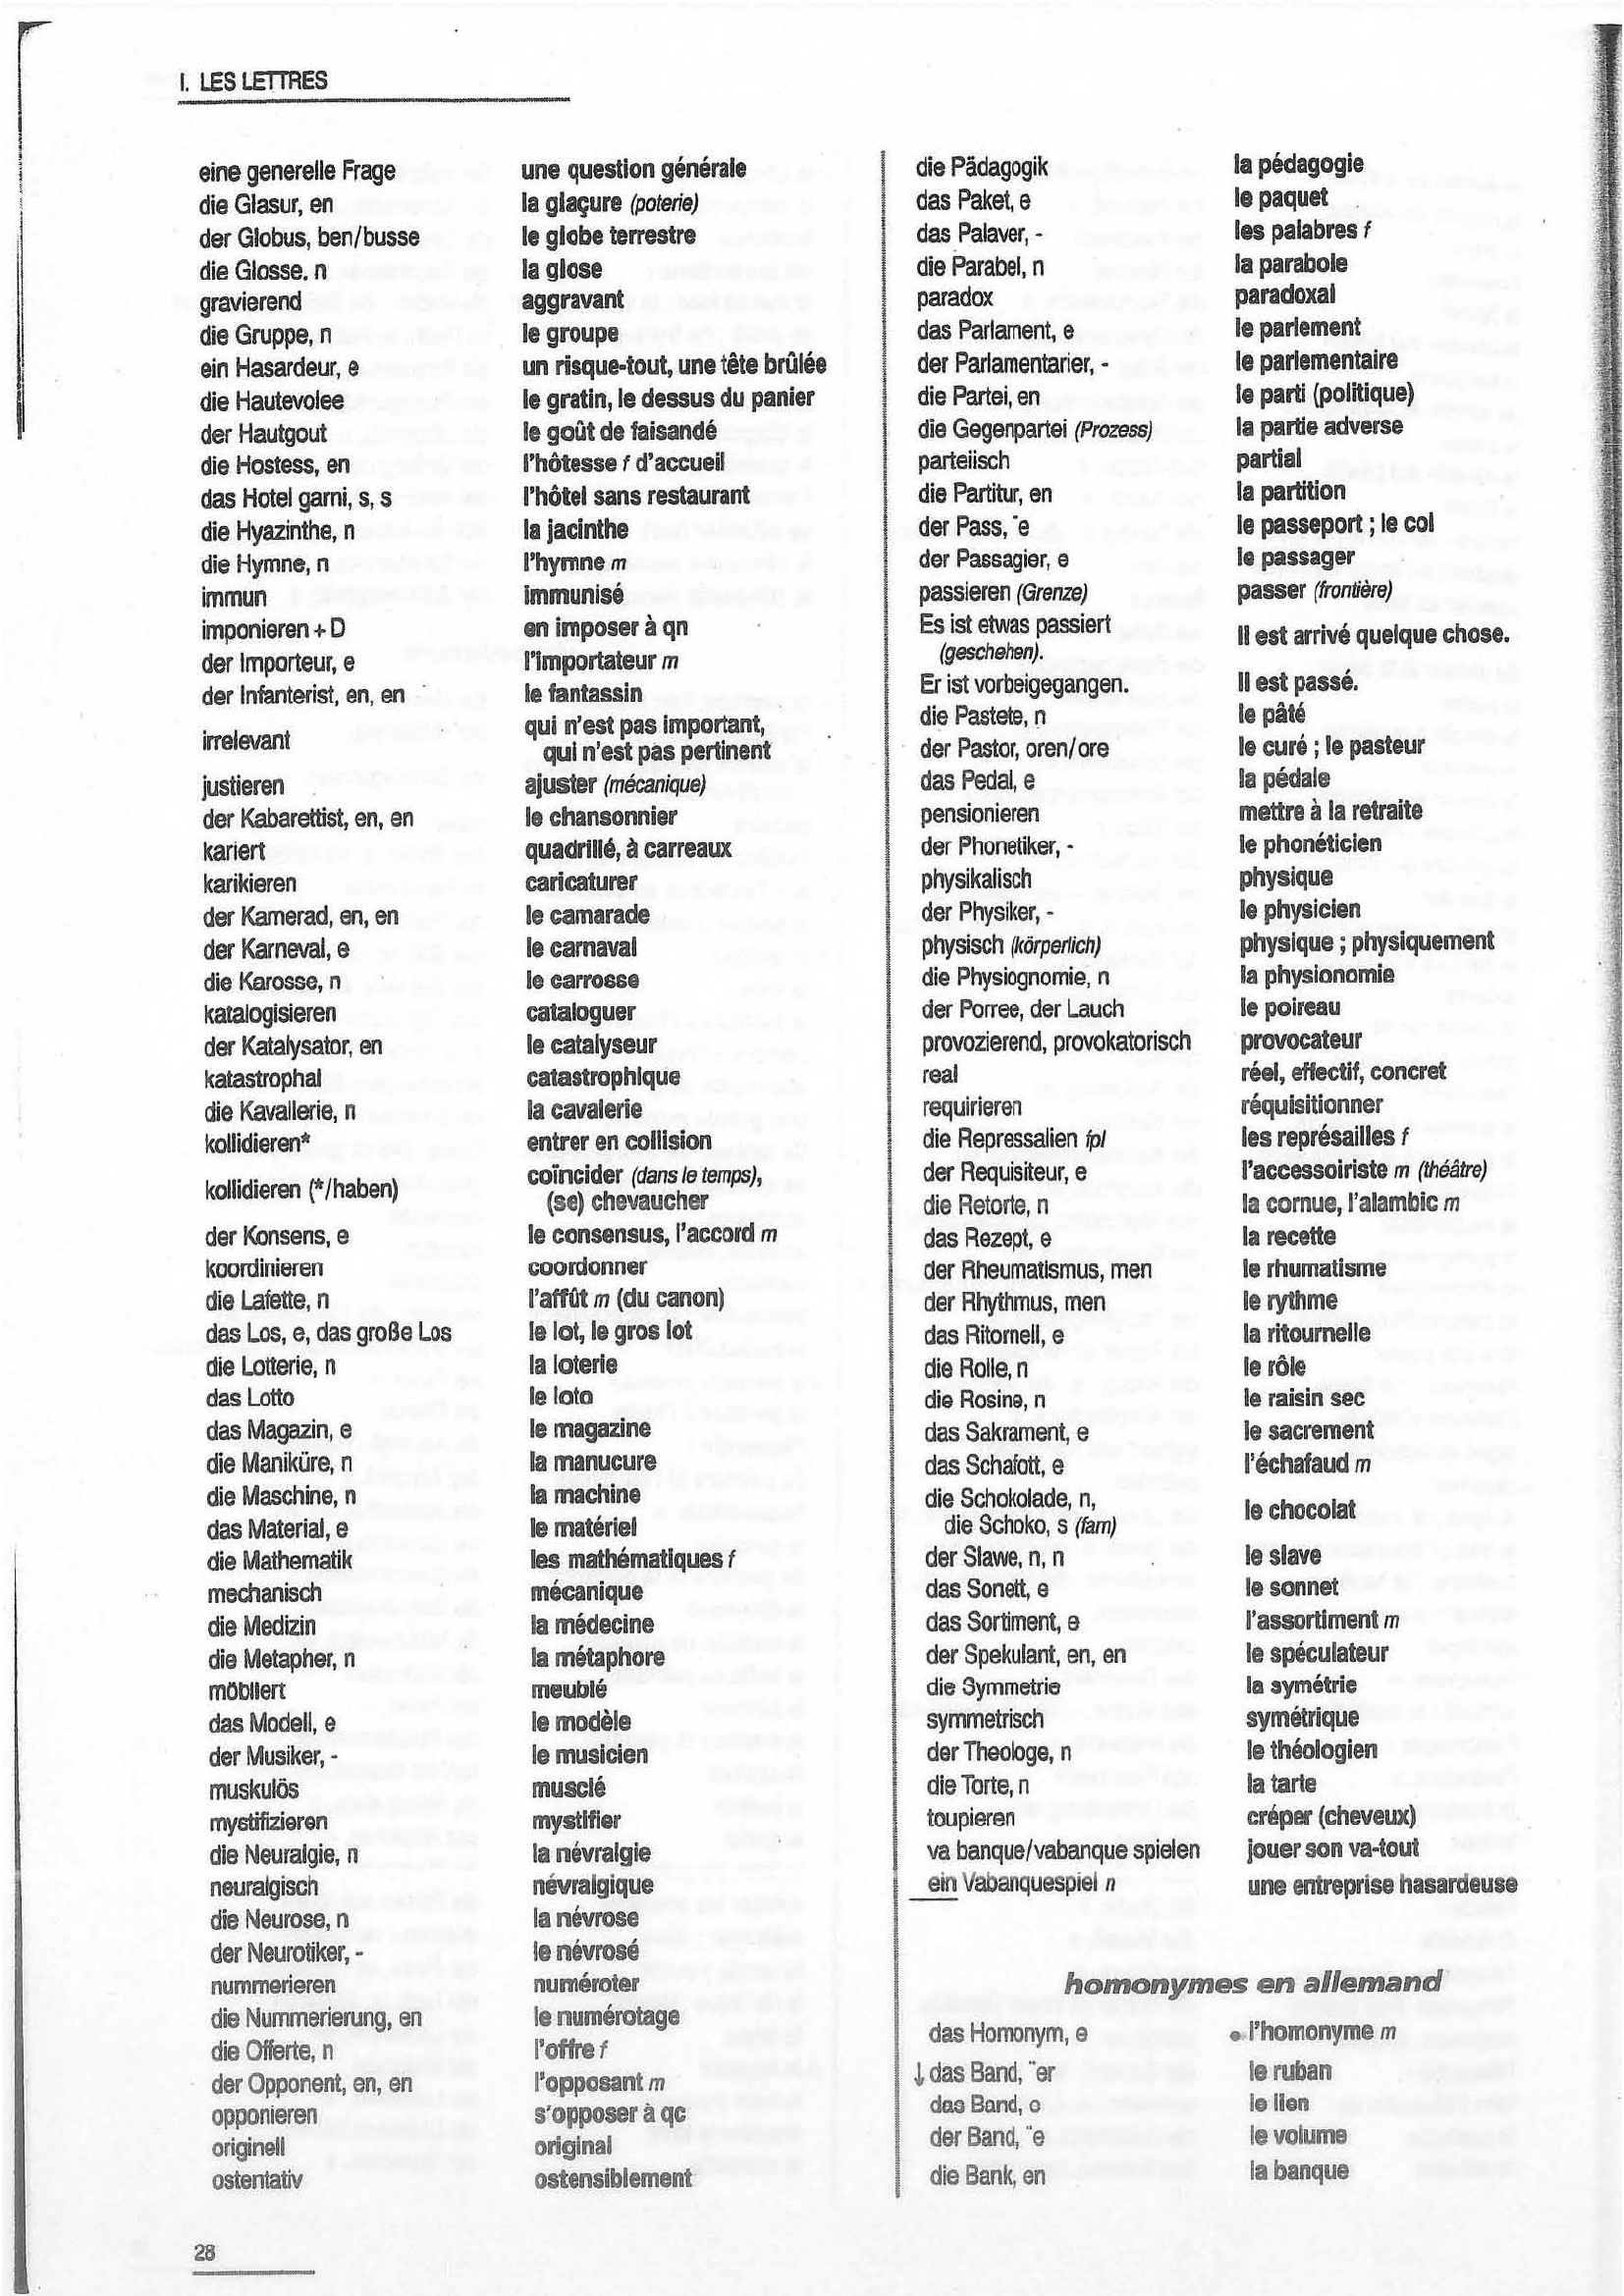 I. LES LETTRES
eine generelle Frage une question générale
die Glasur, en la glaçure (poterie)
der Globus, ben/busse le globe terrestre
die Glosse, n la glose
gravierend aggravant
die Gruppe, n le groupe
ein Hasardeur, e un risque-tout, une tête brûlée
die Hautevolee le gratin, le dessus du panier
der Hautgout le goût de faisandé
die Hostess, en l'hôtesse f d'accueil
das Hotel garni, s, s l'hôtel sans restaurant
die Hyazinthe, n la jacinthe
die Hymne, n l'hymne m
immun immunisé
imponieren + D en imposer à qn
der Importeur, e l'importateur m
der Infanterist, en, en le fantassin
irrelevant qui n'est pas important,
qui n'est pas pertinent
justieren ajuster (mécanique)
der Kabarettist, en, en le chansonnier
kariert quadrillé, à carreaux
karikieren caricaturer
der Kamerad, en, en le camarade
der Karneval, e le carnaval
die Karosse, n le carrosse
katalogisieren cataloguer
der Katalysator, en le catalyseur
katastrophal catastrophique
die Kavallerie, n la cavalerie
kollidieren* entrer en collision
kollidieren (*/haben) coïncider (dans le temps),
(se) chevaucher
der Konsens, e le consensus, l'accord m
koordinieren coordonner
die Lafette, n l'affût m (du canon)
das Los, e, das große Los le lot, le gros lot
die Lotterie, n la loterie
das Lotto le loto
das Magazin, e le magazine
die Maniküre, n la manucure
die Maschine, n la machine
das Material, e le matériel
die Mathematik les mathématiques f
mechanisch mécanique
die Medizin la médecine
die Metapher, n la métaphore
möbliert meublé
das Modell, e le modèle
der Musiker, - le musicien
muskulös musclé
mystifizieren mystifier
die Neuralgie, n la névralgie
neuralgisch névralgique
die Neurose, n la névrose
der Neurotiker, - le névrosé
nummerieren numéroter
die Nummerierung, en le numérotage
die Offerte, n l'offre f
der Opponent, en, en l'opposant m
opponieren s'opposer à qc
originell original
ostentativ ostensiblement
die Pädagogik la pédagogie
das Paket, e le paquet
das Palaver, - les palabres f
die Parabel, n la parabole
paradox paradoxal
das Parlament, e le parlement
der Parlamentarier, - le parlementaire
die Partei, en le parti (politique)
die Gegenpartei (Prozess) la partie adverse
parteiisch partial
die Partitur, en la partition
der Pass, ¨e le passeport ; le col
der Passagier, e le passager
passieren (Grenze) passer (frontière)
Es ist etwas passiert Il est arrivé quelque chose.
(geschehen).
Er ist vorbeigegangen. Il est passé.
die Pastete, n le pâté
der Pastor, oren/ore le curé ; le pasteur
das Pedal, e la pédale
pensionieren mettre à la retraite
der Phonetiker, - le phonéticien
physikalisch physique
der Physiker, - le physicien
physisch (körperlich) physique ; physiquement
die Physiognomie, n la physionomie
der Porree, der Lauch le poireau
provozierend, provokatorisch provocateur
real réel, effectif, concret
requirieren réquisitionner
die Repressalien fpl les représailles f
der Requisiteur, e l'accessoiriste m (théâtre)
die Retorte, n la cornue, l'alambic m
das Rezept, e la recette
der Rheumatismus, men le rhumatisme
der Rhythmus, men le rythme
das Ritornell, e la ritournelle
die Rolle, n le rôle
die Rosine, n le raisin sec
das Sakrament, e le sacrement
das Schafott, e l'échafaud m
die Schokolade, n, le chocolat
die Schoko, s (fam)
der Slawe, n, n le slave
das Sonett, e le sonnet
das Sortiment, e l'assortiment m
der Spekulant, en, en le spéculateur
die Symmetrie la symétrie
symmetrisch symétrique
der Theologe, n le théologien
die Torte, n la tarte
toupieren créper (cheveux)
va banque/vabanque spielen jouer son va-tout
ein Vabanquespiel n une entreprise hasardeuse
homonymes en allemand
das Homonym, e l'homonyme m
↓ das Band, ¨er le ruban
das Band, e le lien
der Band, ¨e le volume
die Bank, en la banque
28